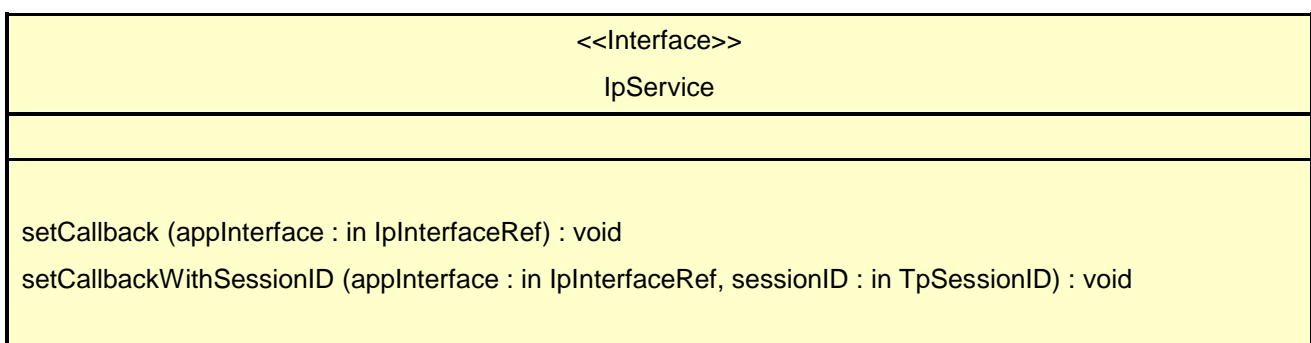 <<Interface>>
IpService
setCallback (appInterface : in IpInterfaceRef) : void
setCallbackWithSessionID (appInterface : in IpInterfaceRef, sessionID : in TpSessionID) : void